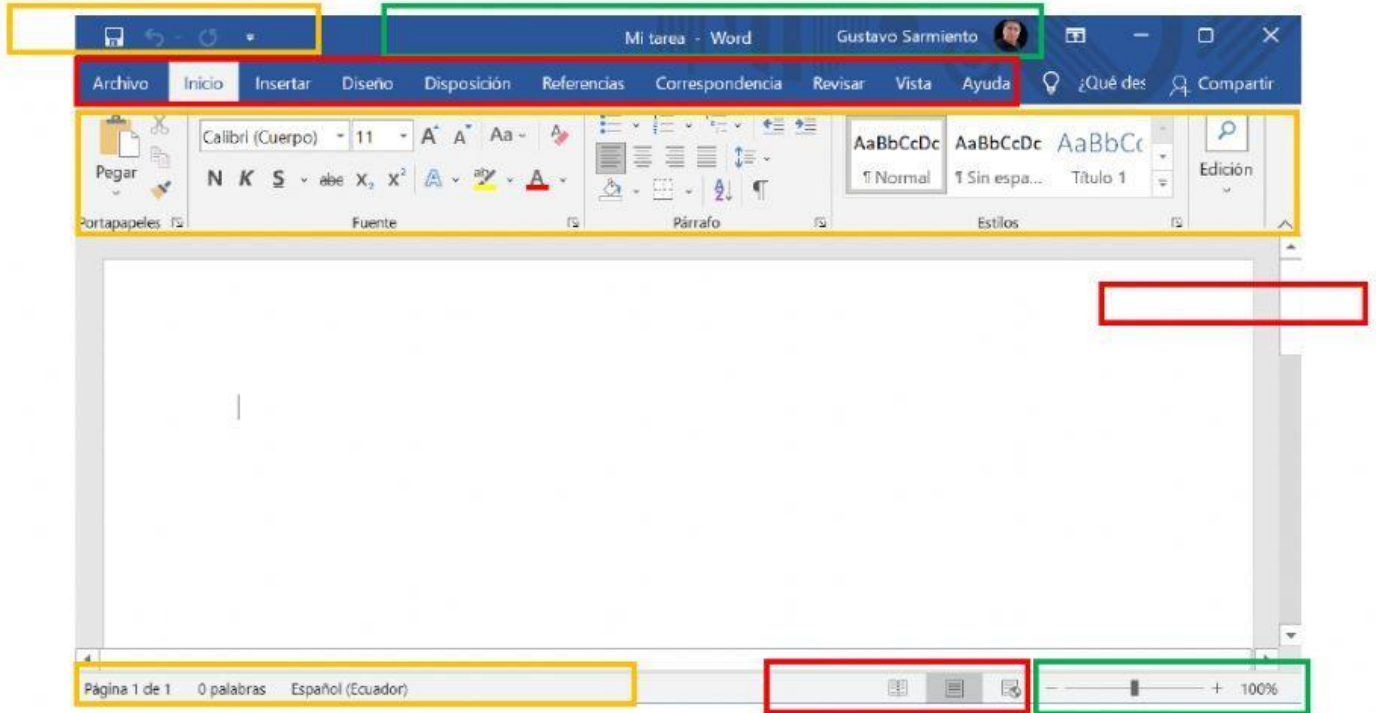 Mi tarea - Word Gustavo Sarmiento
Archivo Inicio Insertar Diseño Disposición Referencias Correspondencia Revisar Vista Ayuda ¿Qué des Compartir
Calibri (Cuerpo) 11 A A Aa A AaBbCcDc AaBbCcDc AaBbCc
Pegar N K S abc X₂ X² A aby A A Z ¶ ¶ Normal ¶ Sin espa... Título 1 Edición
Portapapeles Fuente Párrafo Estilos
Página 1 de 1 0 palabras Español (Ecuador) 100%